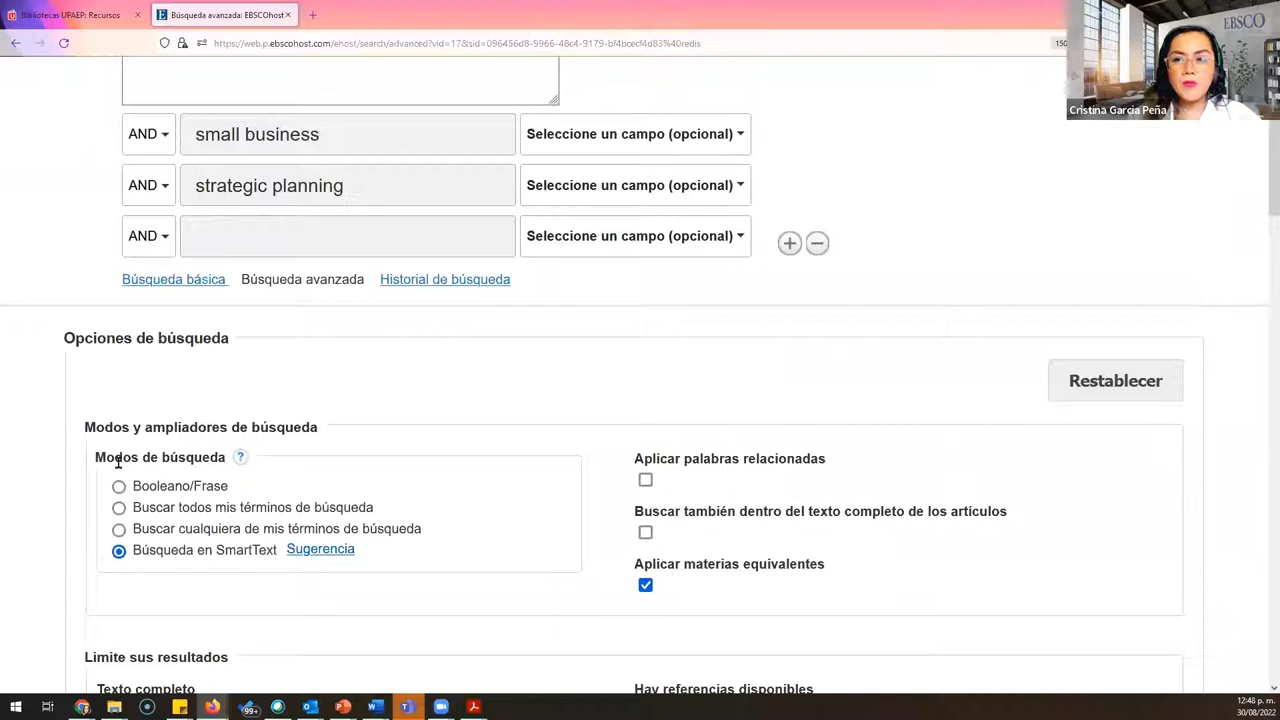 Bibliotecas UPAEP: Recursos
Búsqueda avanzada: EBSCOhost
https://web.p.ebscohost.com/ehost/search/advanced?vid=17&sid=096456d8-9966-48c4-9179-bf4bcecf4d83%40redis
150
EBSCO
Cristina Garcia Peña
AND small business Seleccione un campo (opcional)
AND strategic planning Seleccione un campo (opcional)
AND Seleccione un campo (opcional)
Búsqueda básica Búsqueda avanzada Historial de búsqueda
Opciones de búsqueda
Restablecer
Modos y ampliadores de búsqueda
Modos de búsqueda ?
Booleano/Frase
Buscar todos mis términos de búsqueda
Buscar cualquiera de mis términos de búsqueda
Búsqueda en SmartText Sugerencia
Aplicar palabras relacionadas
Buscar también dentro del texto completo de los artículos
Aplicar materias equivalentes
Limite sus resultados
Texto completo
Hay referencias disponibles
99+
12:48 p. m.
30/08/2022